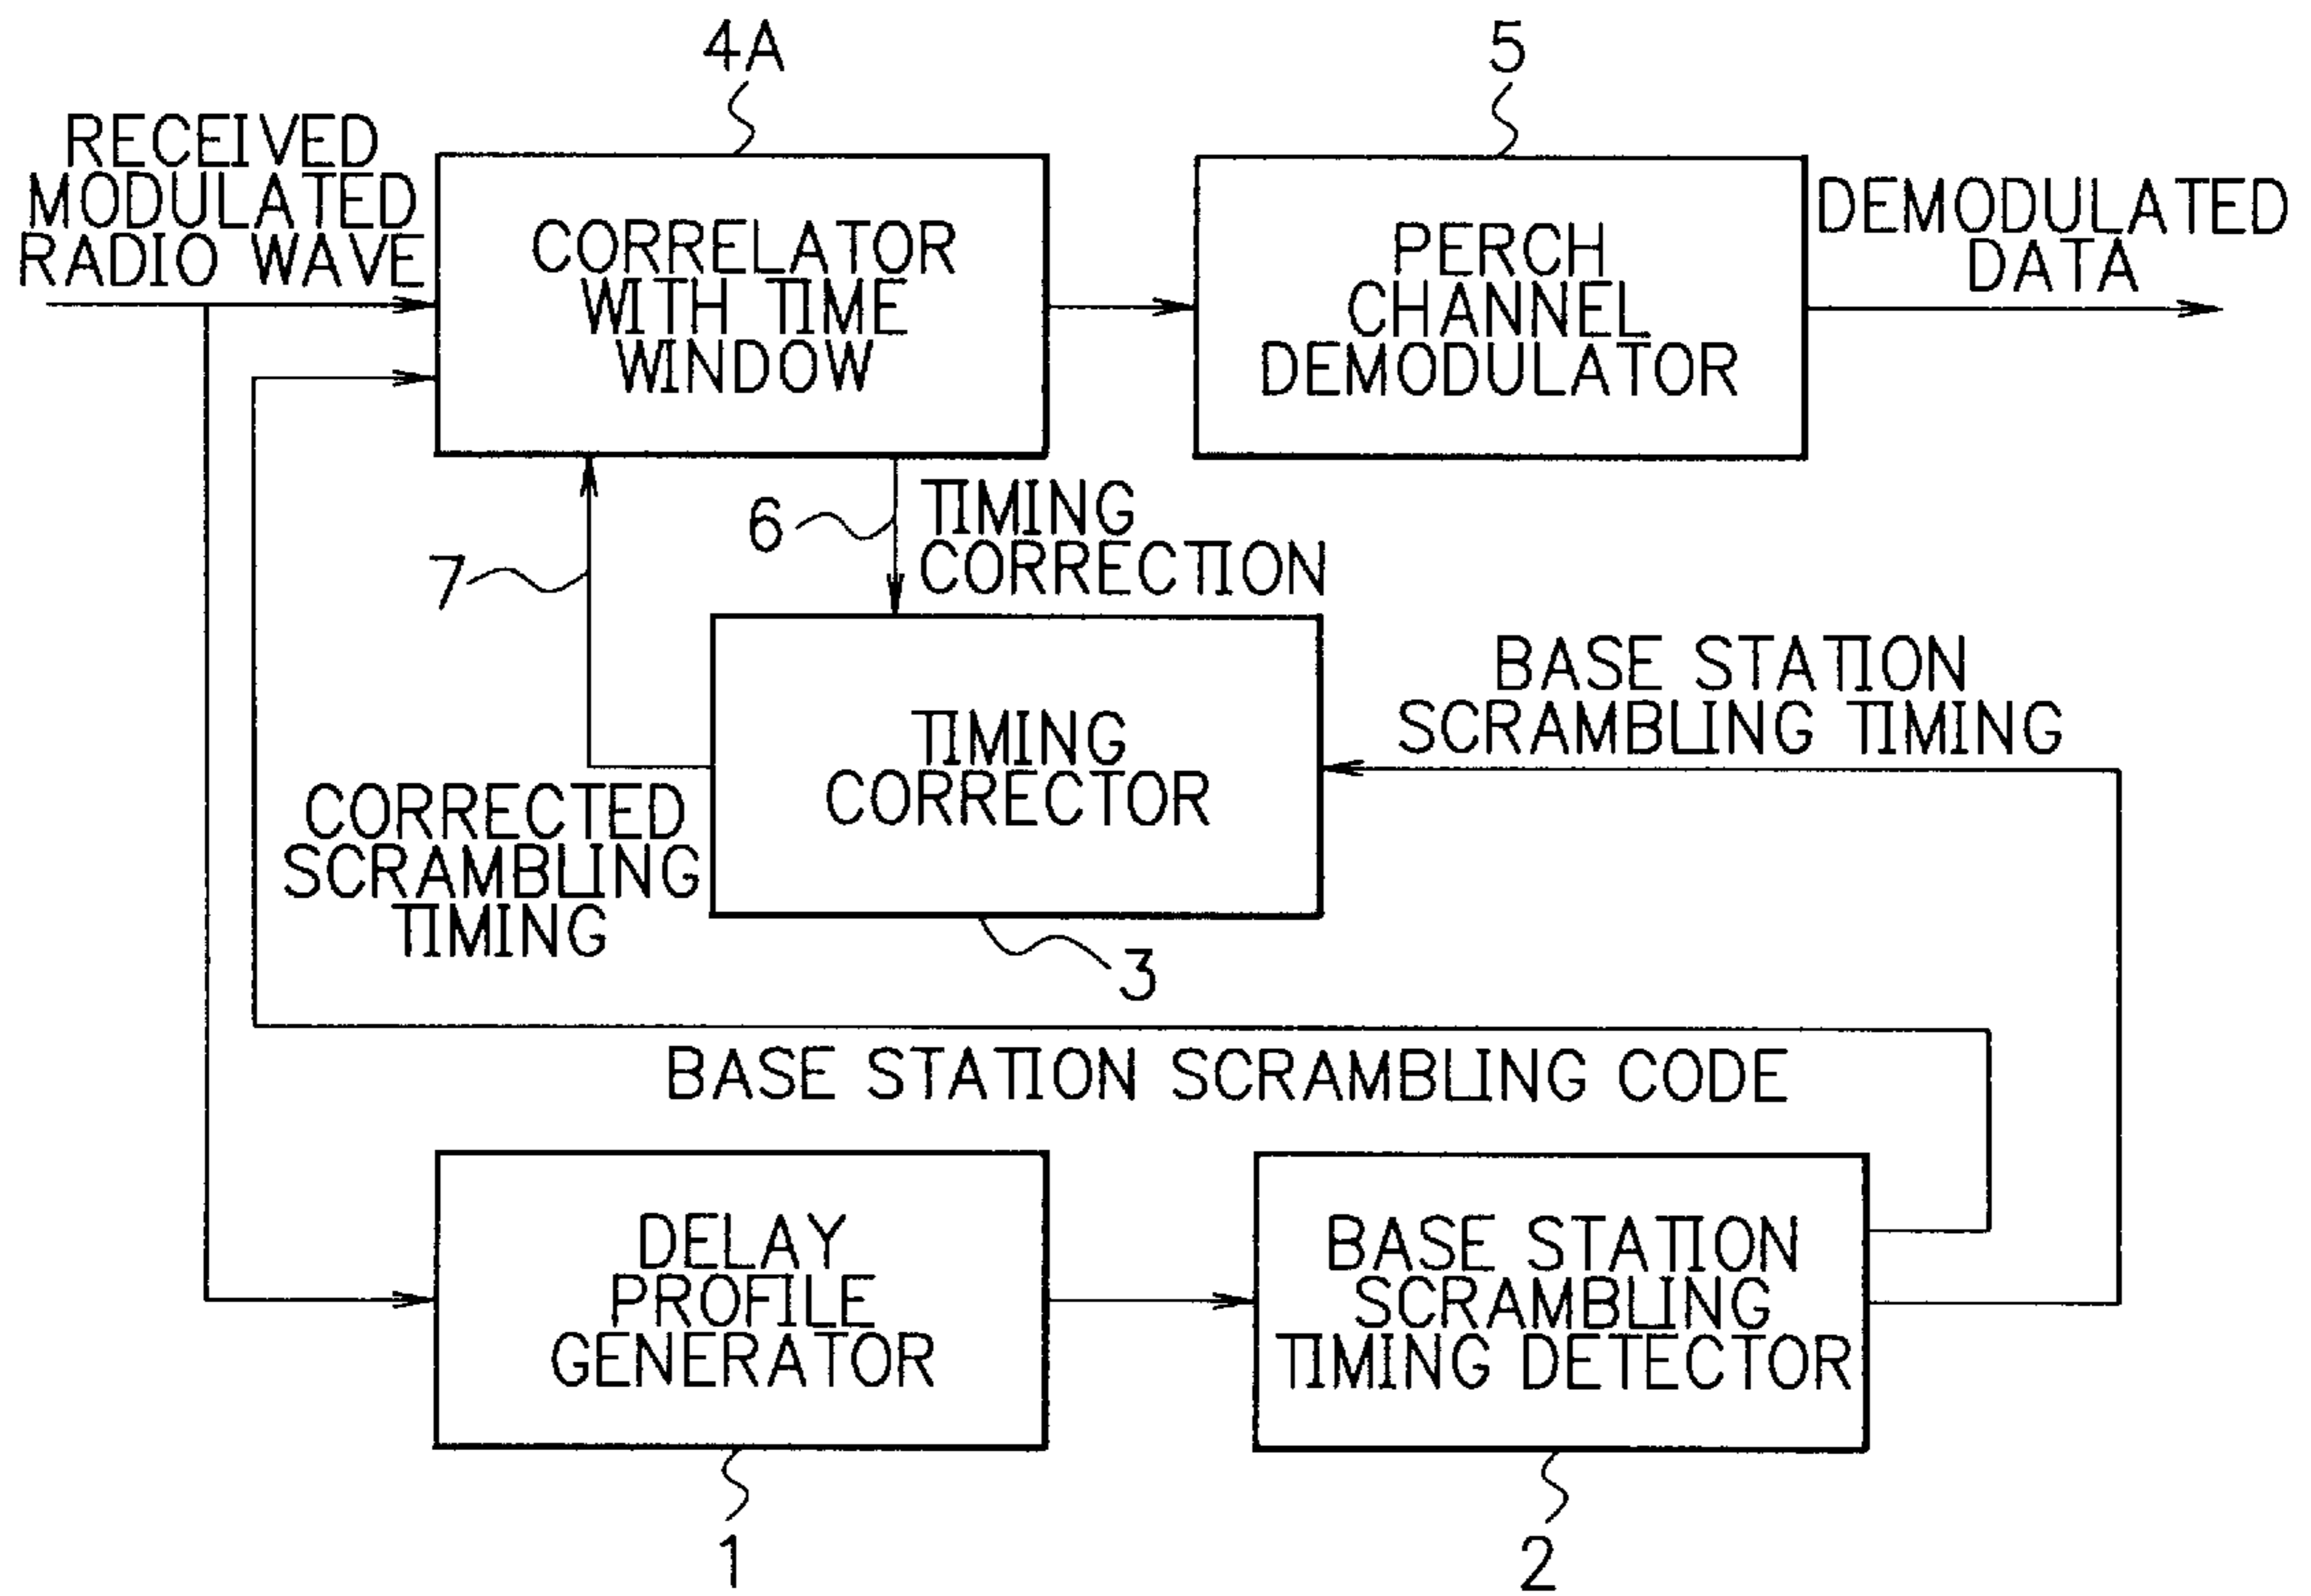 4A
5
RECEIVED
MODULATED
RADIO WAVE
CORRELATOR
WITH TIME
WINDOW
PERCH
CHANNEL
DEMODULATOR
DEMODULATED
DATA
6
TIMING
CORRECTION
7
TIMING
CORRECTOR
BASE STATION
SCRAMBLING TIMING
CORRECTED
SCRAMBLING
TIMING
3
BASE STATION SCRAMBLING CODE
DELAY
PROFILE
GENERATOR
BASE STATION
SCRAMBLING
TIMING DETECTOR
1
2